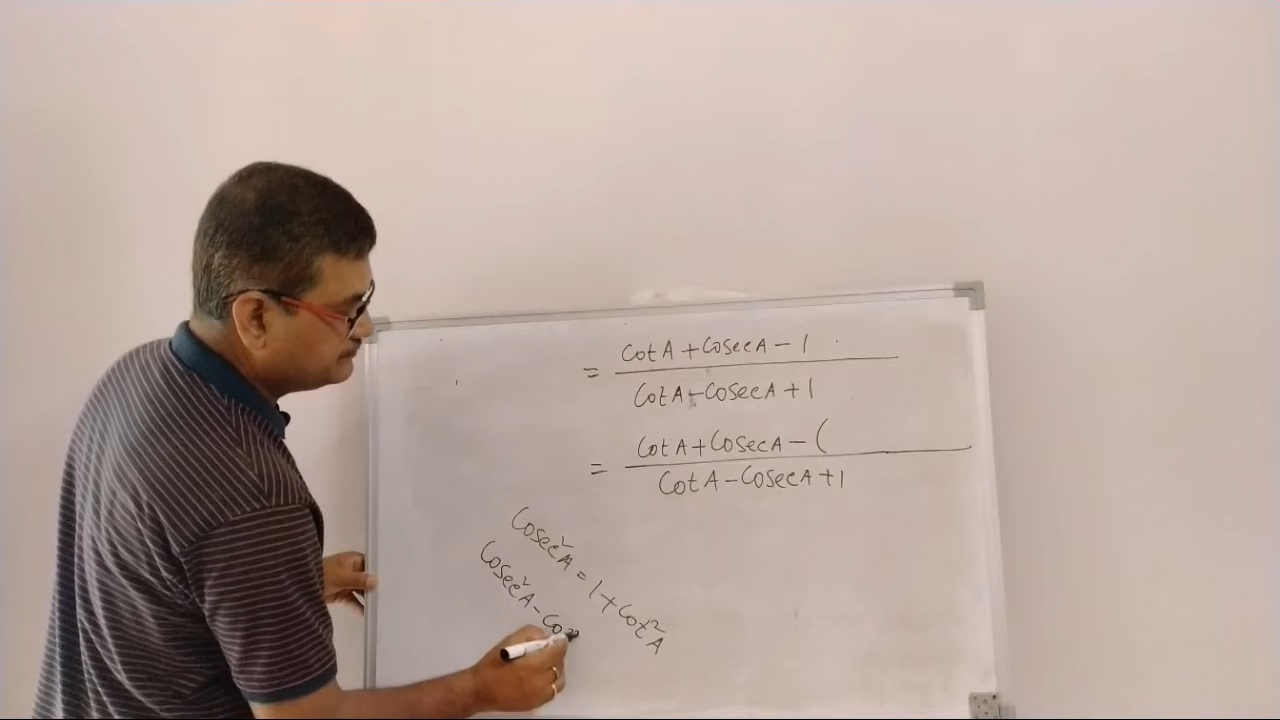 = CotA + CosecA - 1
CotA - CosecA + 1
= CotA + CosecA - (
CotA - CosecA + 1
Cosec²A = 1 + Cot²A
Cosec²A - Co